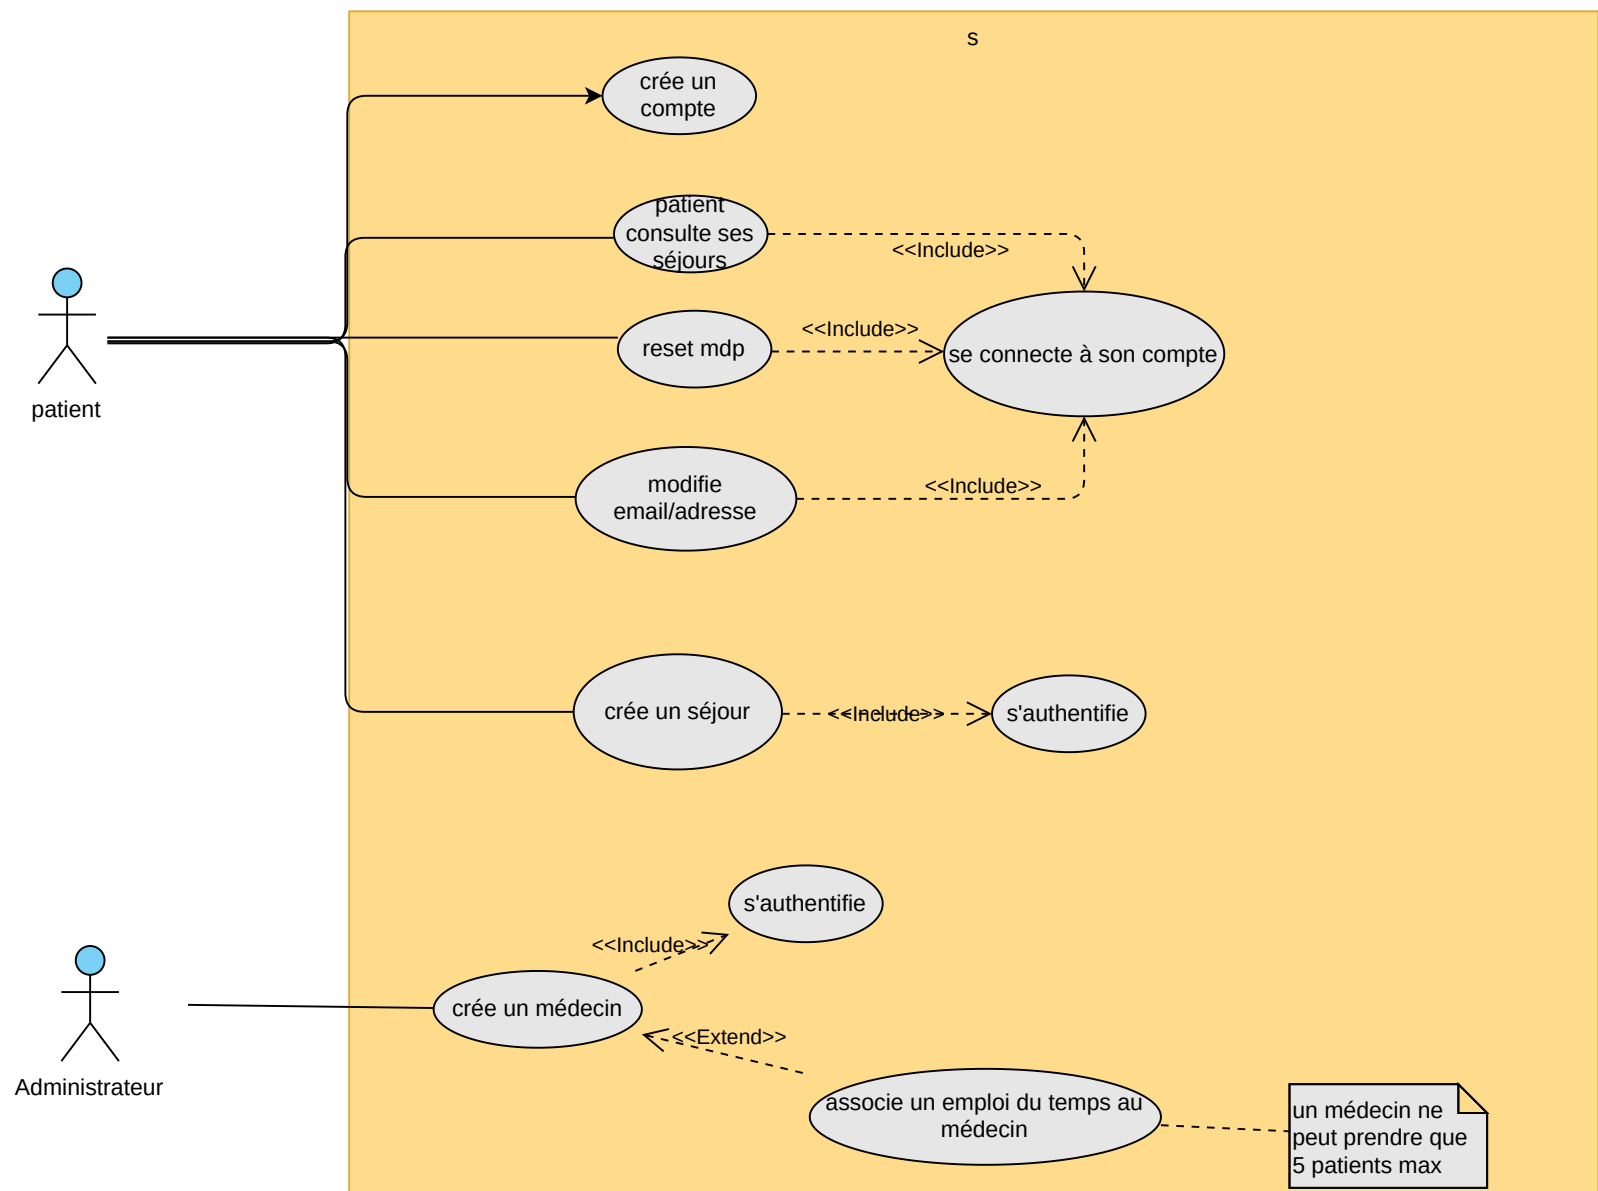 s
crée un
compte
patient
consulte ses
séjours
<<Include>>
<<Include>>
reset mdp
se connecte à son compte
patient
modifie
email/adresse
<<Include>>
crée un séjour
<<Include>>
s'authentifie
s'authentifie
<<Include>>
crée un médecin
<<Extend>>
Administrateur
associe un emploi du temps au
médecin
un médecin ne
peut prendre que
5 patients max